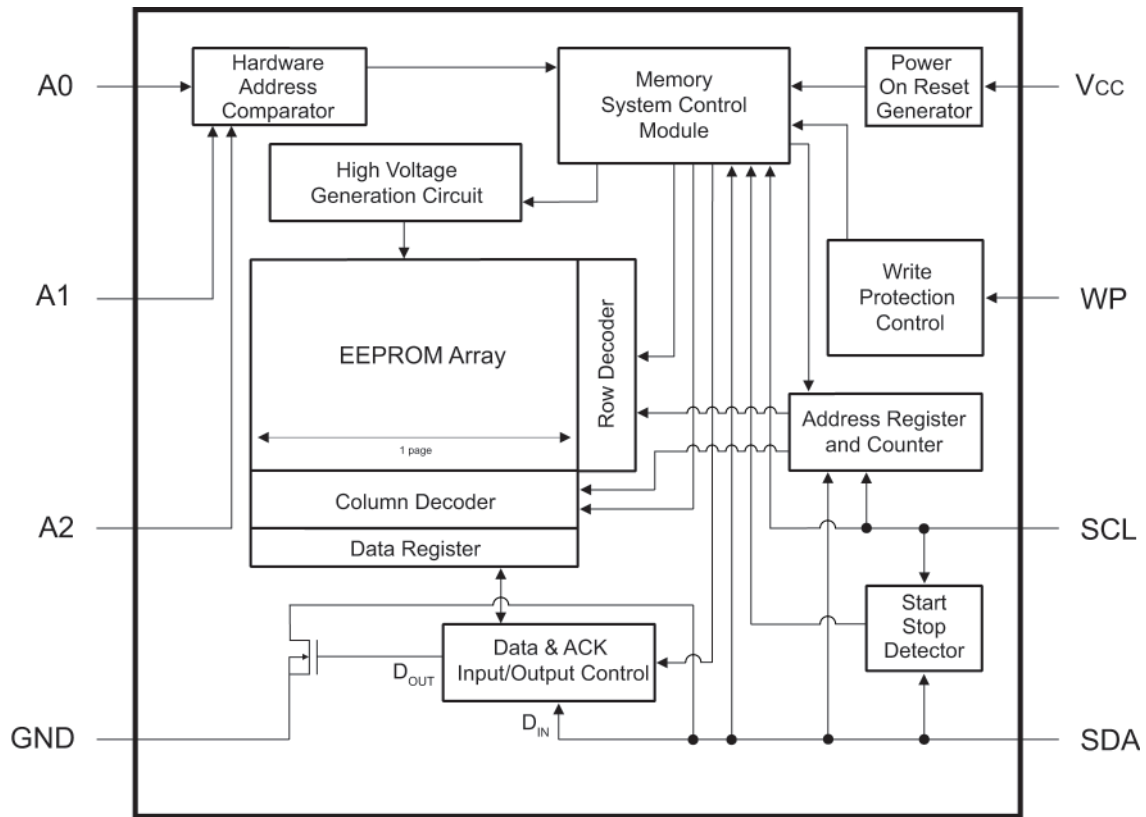 A0
Hardware
Address
Comparator
Memory
System Control
Module
Power
On Reset
Generator
VCC
High Voltage
Generation Circuit
A1
EEPROM Array
1 page
Row Decoder
Write
Protection
Control
WP
Address Register
and Counter
A2
Column Decoder
Data Register
SCL
Start
Stop
Detector
Data & ACK
Input/Output Control
DOUT
DIN
GND
SDA